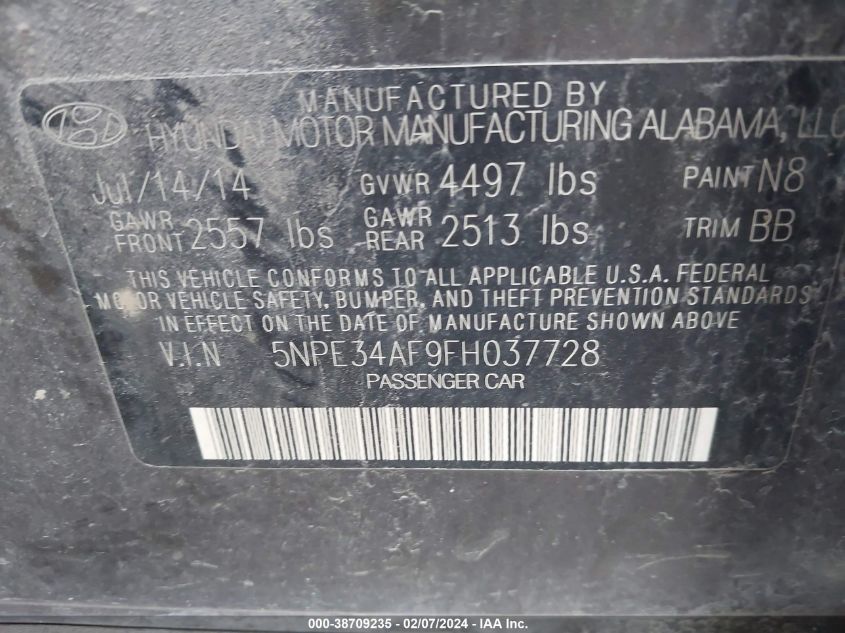 MANUFACTURED BY
HYUNDAI MOTOR MANUFACTURING ALABAMA, LLC
Jul/14/14 GVWR 4497 lbs PAINT N8
GAWR FRONT 2557 lbs GAWR REAR 2513 lbs TRIM BB
THIS VEHICLE CONFORMS TO ALL APPLICABLE U.S.A. FEDERAL
MOTOR VEHICLE SAFETY, BUMPER, AND THEFT PREVENTION STANDARDS
IN EFFECT ON THE DATE OF MANUFACTURE SHOWN ABOVE
V.I.N 5NPE34AF9FH037728
PASSENGER CAR
000-38709235 - 02/07/2024 - IAA Inc.